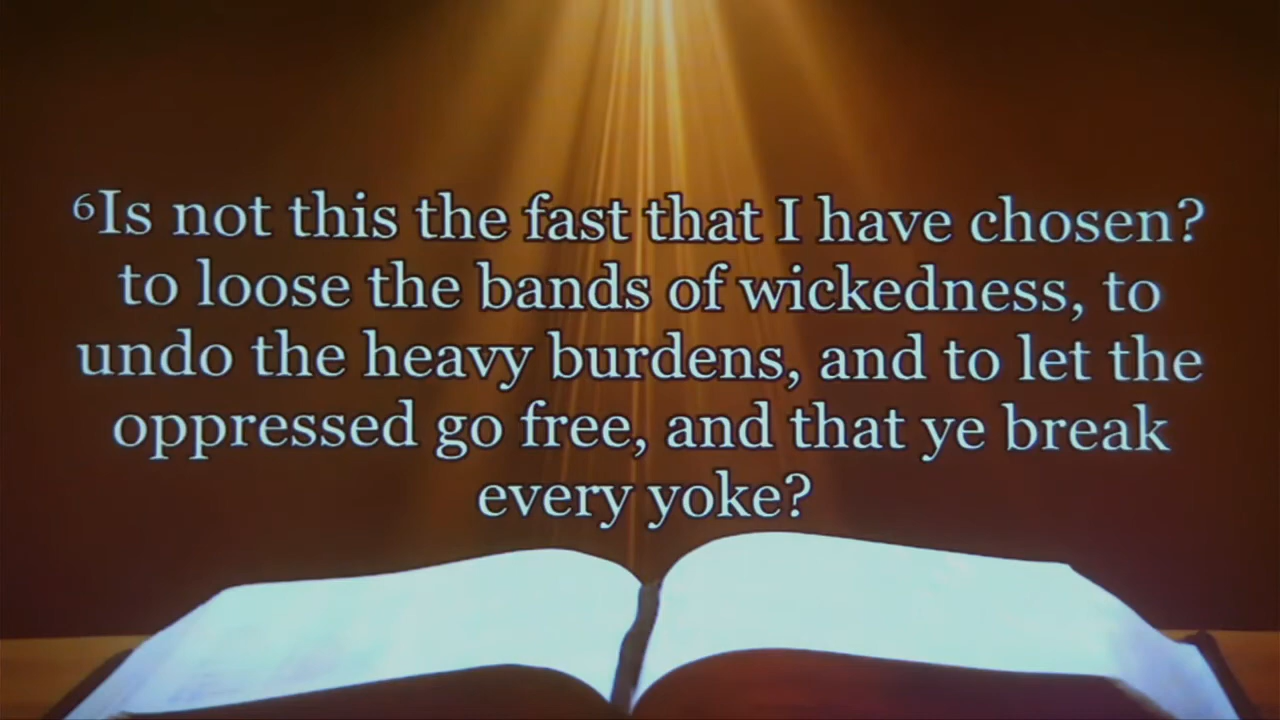 ⁶Is not this the fast that I have chosen?
to loose the bands of wickedness, to
undo the heavy burdens, and to let the
oppressed go free, and that ye break
every yoke?